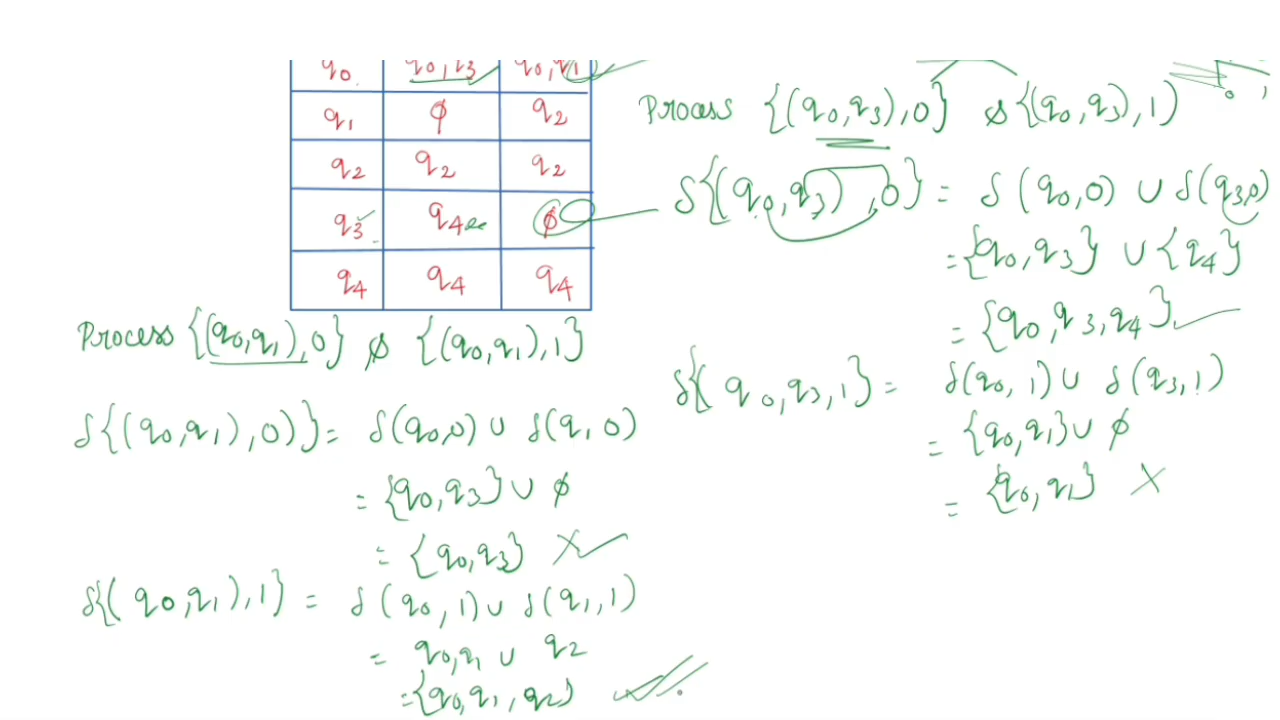 q0 q0,q3 q0,q1
q1 ϕ q2
q2 q2 q2
q3 q4 ϕ
q4 q4 q4
Process {(q0,q1),0} & {(q0,q1),1}
δ{(q0,q1),0)} = δ(q0,0) ∪ δ(q1,0)
= {q0,q3} ∪ ϕ
= {q0,q3} ×
δ{(q0,q1),1} = δ(q0,1) ∪ δ(q1,1)
= q0,q1 ∪ q2
= {q0,q1,q2}
Process {(q0,q3),0} & {(q0,q3),1)
δ{(q0,q3),0} = δ(q0,0) ∪ δ(q3,0)
= {q0,q3} ∪ {q4}
= {q0,q3,q4}
δ{(q0,q3,1} = δ(q0,1) ∪ δ(q3,1)
= {q0,q1} ∪ ϕ
= {q0,q1} ×